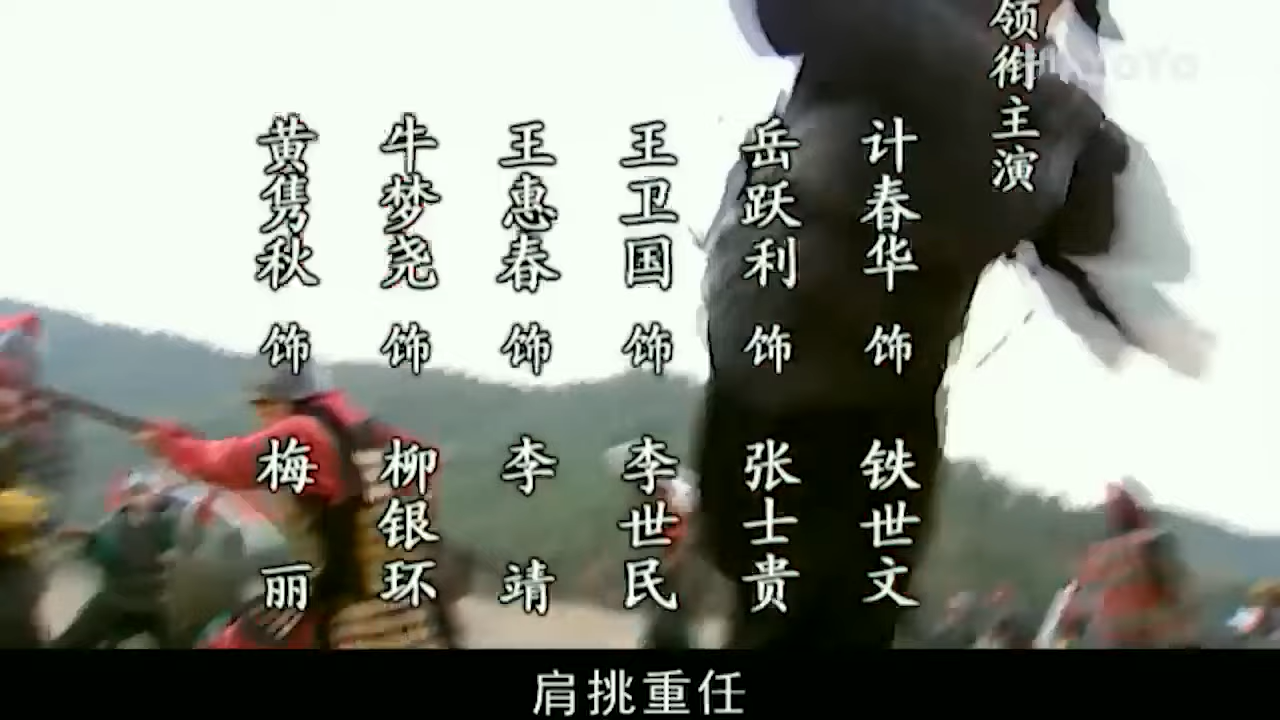 领衔主演
计春华 饰 铁世文
岳跃利 饰 张士贵
王卫国 饰 李世民
王惠春 饰 李靖
牛梦尧 饰 柳银环
黄隽秋 饰 梅丽
肩挑重任